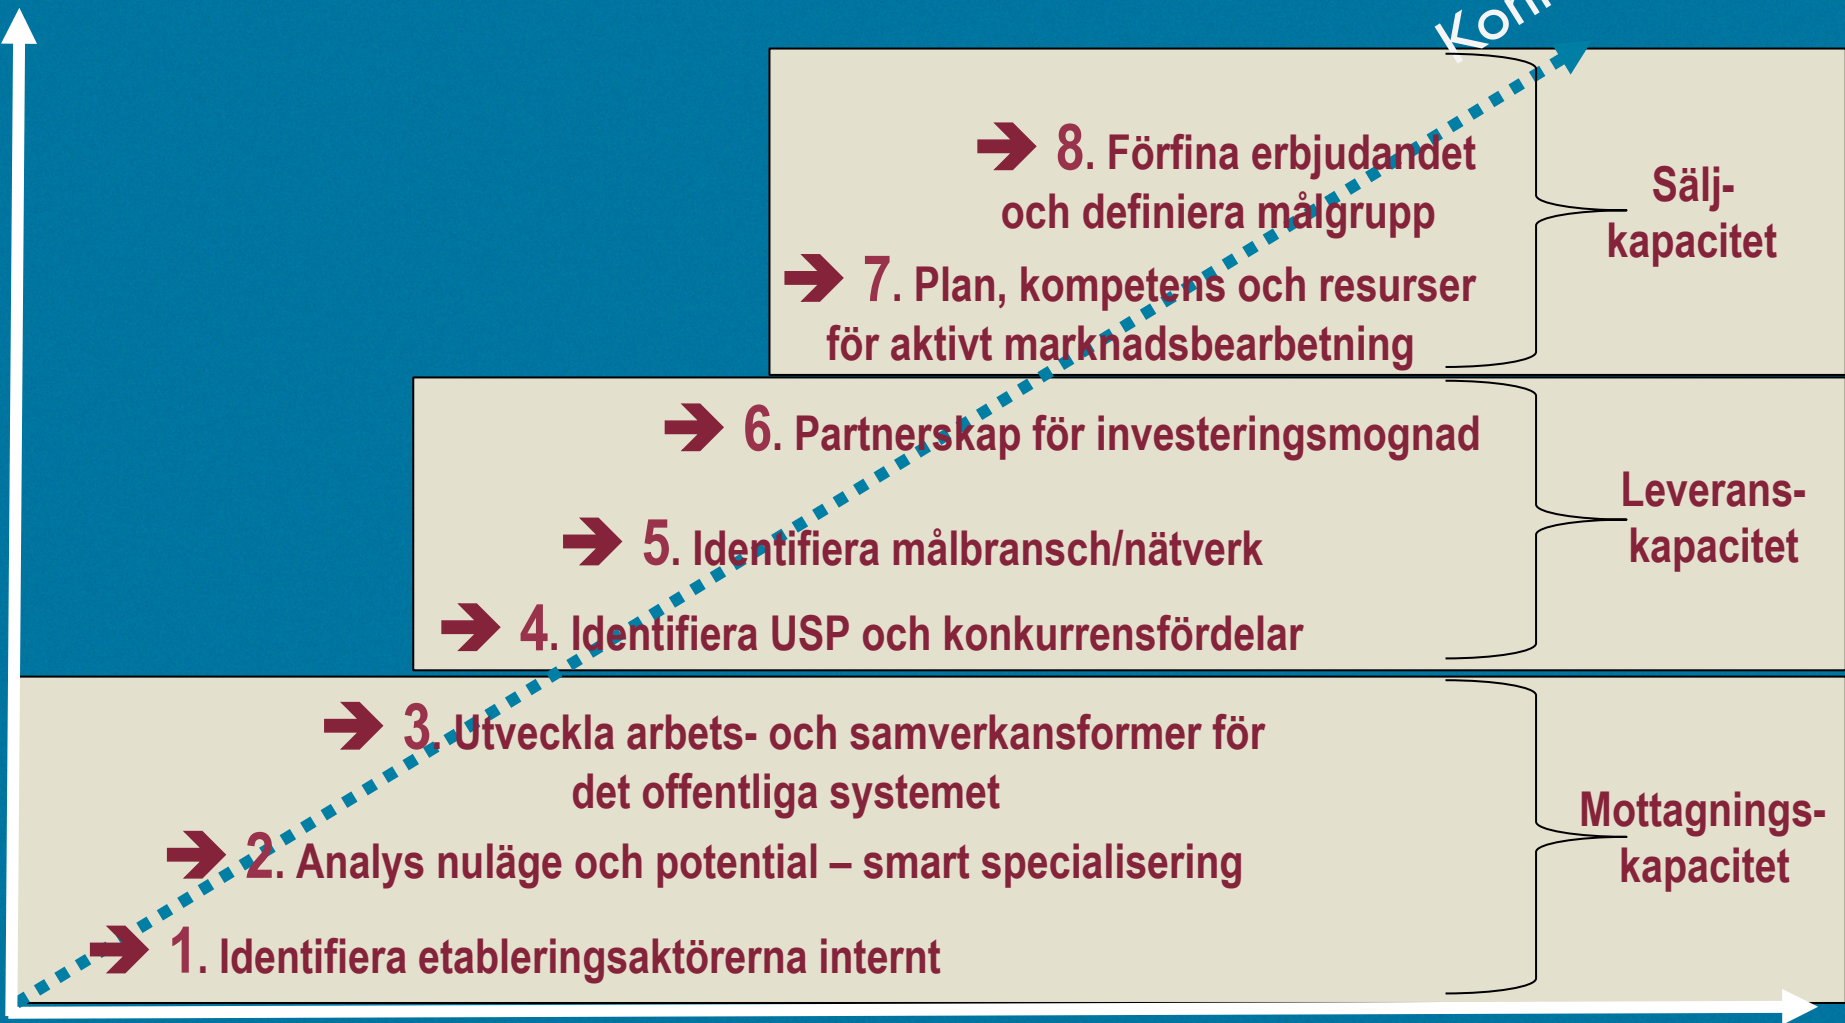 8. Förfina erbjudandet
och definiera målgrupp
7. Plan, kompetens och resurser
för aktivt marknadsbearbetning
Sälj-
kapacitet
6. Partnerskap för investeringsmognad
5. Identifiera målbransch/nätverk
4. Identifiera USP och konkurrensfördelar
Leverans-
kapacitet
3. Utveckla arbets- och samverkansformer för
det offentliga systemet
2. Analys nuläge och potential – smart specialisering
1. Identifiera etableringsaktörerna internt
Mottagnings-
kapacitet